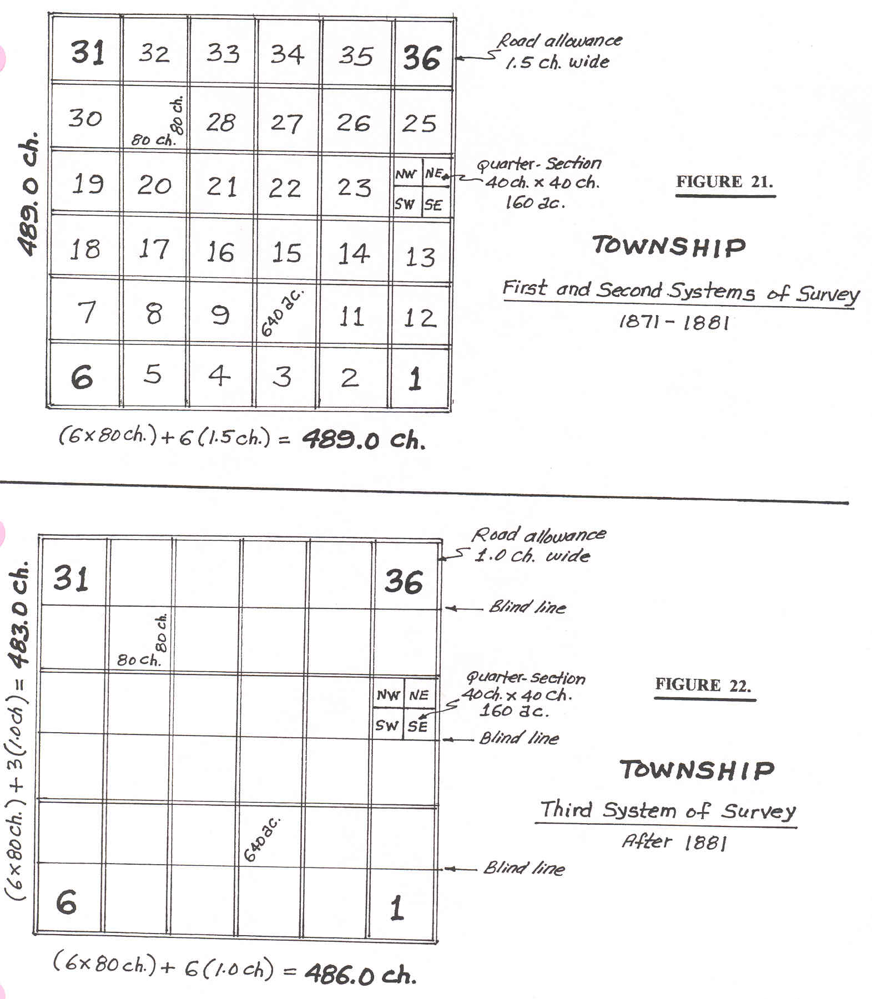 31 32 33 34 35 36
Road allowance
1.5 ch. wide
30 80 ch. 80 ch. 28 27 26 25
489.0 ch.
19 20 21 22 23 NW NE
SW SE
Quarter-Section
40 ch. x 40 ch.
160 ac.
FIGURE 21.
18 17 16 15 14 13
TOWNSHIP
First and Second Systems of Survey
1871 - 1881
7 8 9 640 ac. 11 12
6 5 4 3 2 1
(6 x 80 ch.) + 6 (1.5 ch.) = 489.0 ch.
31 36
Road allowance
1.0 ch. wide
Blind line
80 ch. 80 ch.
(6 x 80 ch.) + 3 (1.0 ch) = 483.0 ch.
NW NE
SW SE
Quarter-section
40 ch. x 40 ch.
160 ac.
Blind line
FIGURE 22.
TOWNSHIP
Third System of Survey
After 1881
640 ac.
Blind line
6 1
(6 x 80 ch.) + 6 (1.0 ch) = 486.0 ch.